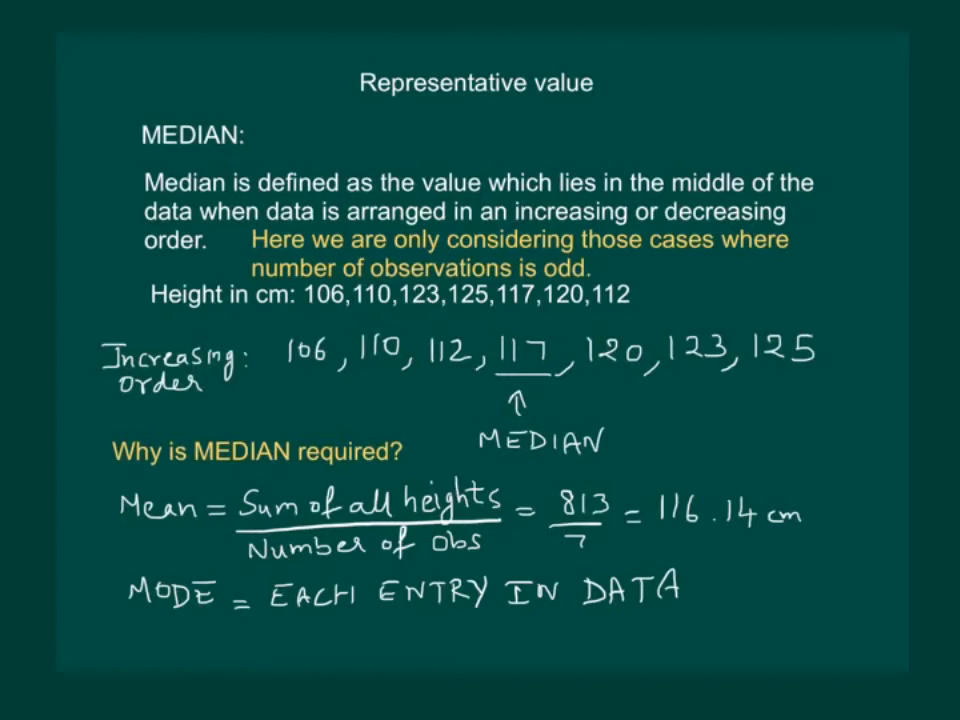 Representative value
MEDIAN:
Median is defined as the value which lies in the middle of the
data when data is arranged in an increasing or decreasing
order. Here we are only considering those cases where
number of observations is odd.
Height in cm: 106,110,123,125,117,120,112
Increasing: 106, 110, 112, 117, 120, 123, 125
order
↑
MEDIAN
Why is MEDIAN required?
Mean = Sum of all heights = 813 = 116.14 cm
Number of obs 7
MODE = EACH ENTRY IN DATA